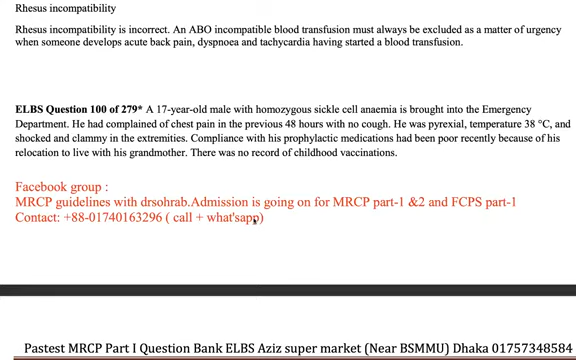 Rhesus incompatibility
Rhesus incompatibility is incorrect. An ABO incompatible blood transfusion must always be excluded as a matter of urgency
when someone develops acute back pain, dyspnoea and tachycardia having started a blood transfusion.
ELBS Question 100 of 279* A 17-year-old male with homozygous sickle cell anaemia is brought into the Emergency
Department. He had complained of chest pain in the previous 48 hours with no cough. He was pyrexial, temperature 38 °C, and
shocked and clammy in the extremities. Compliance with his prophylactic medications had been poor recently because of his
relocation to live with his grandmother. There was no record of childhood vaccinations.
Facebook group :
MRCP guidelines with drsohrab.Admission is going on for MRCP part-1 &2 and FCPS part-1
Contact: +88-01740163296 ( call + what'sapp)
Pastest MRCP Part I Question Bank ELBS Aziz super market (Near BSMMU) Dhaka 01757348584